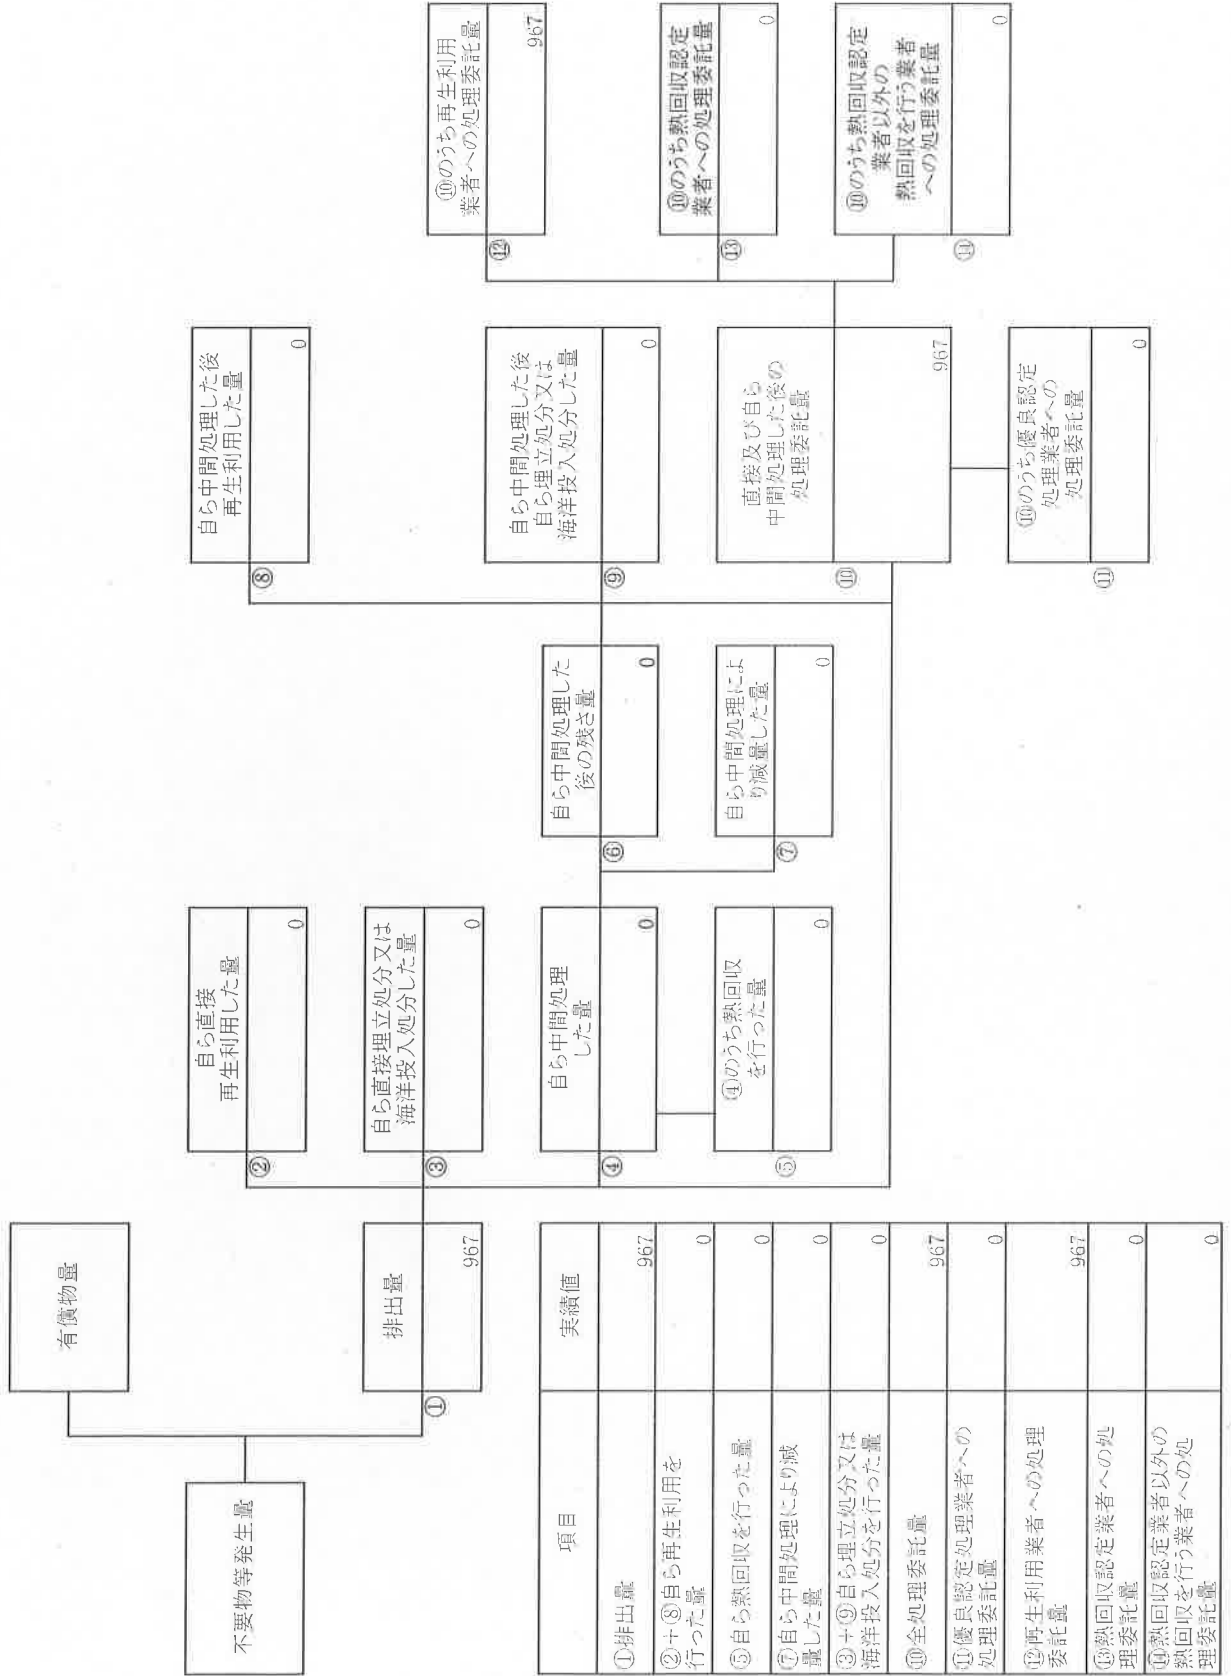 有償物量
不要物等発生量
①
排出量
967
②
自ら直接
再生利用した量
0
③
自ら直接埋立処分又は
海洋投入処分した量
0
④
自ら中間処理
した量
0
⑤
④のうち熱回収
を行った量
0
⑥
自ら中間処理した
後の残さ量
0
⑦
自ら中間処理によ
り減量した量
0
⑧
自ら中間処理した後
再生利用した量
0
⑨
自ら中間処理した後
自ら埋立処分又は
海洋投入処分した量
0
⑩
直接及び自ら
中間処理した後の
処理委託量
967
⑪
⑩のうち優良認定
処理業者への
処理委託量
0
⑫
⑩のうち再生利用
業者への処理委託量
967
⑬
⑩のうち熱回収認定
業者への処理委託量
0
⑭
⑩のうち熱回収認定
業者以外の
熱回収を行う業者
への処理委託量
0
項目
実績値
①排出量
967
②+⑧自ら再生利用を
行った量
0
⑤自ら熱回収を行った量
0
⑦自ら中間処理により減
量した量
0
③+⑨自ら埋立処分又は
海洋投入処分を行った量
0
⑩全処理委託量
967
⑪優良認定処理業者への
処理委託量
0
⑫再生利用業者への処理
委託量
967
⑬熱回収認定業者への処
理委託量
0
⑭熱回収認定業者以外の
熱回収を行う業者への処
理委託量
0